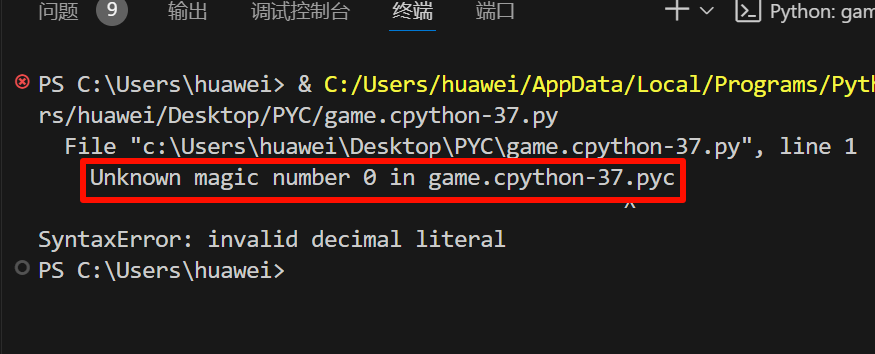 问题 9 输出 调试控制台 终端 端口 Python: gam
PS C:\Users\huawei> & C:/Users/huawei/AppData/Local/Programs/Pyth
rs/huawei/Desktop/PYC/game.cpython-37.py
File "c:\Users\huawei\Desktop\PYC\game.cpython-37.py", line 1
Unknown magic number 0 in game.cpython-37.pyc
^
SyntaxError: invalid decimal literal
PS C:\Users\huawei>